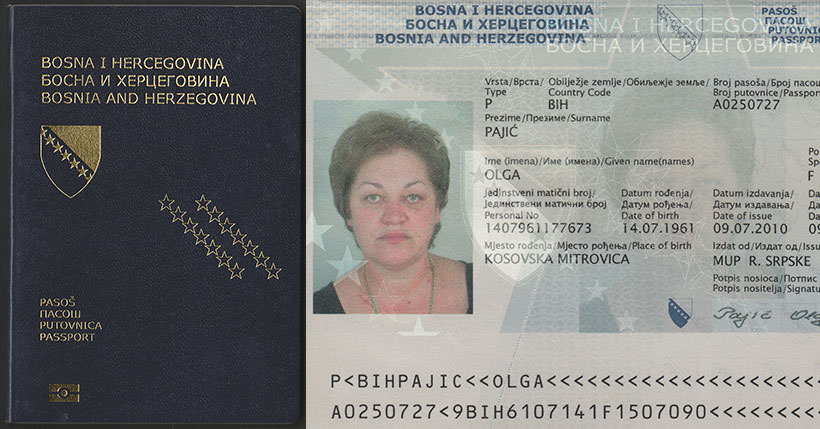 BOSNA I HERCEGOVINA
БОСНА И ХЕРЦЕГОВИНА
BOSNIA AND HERZEGOVINA
PASOŠ
ПАСОШ
PUTOVNICA
PASSPORT
BOSNA I HERCEGOVINA
БОСНА И ХЕРЦЕГОВИНА
BOSNIA AND HERZEGOVINA
BOSNA I HERCEGOVINA
БОСНА И ХЕРЦЕГОВИНА
PASOŠ
ПАСОШ
PUTOVNICA
PASSPORT
Vrsta/Врста/ Obilježje zemlje/Обиљежје земље/ Broj pasoša/Број
Type Country Code Broj putovnice/Passport
P BIH A0250727
Prezime/Презиме/Surname
PAJIĆ
Ime (imena)/Име (имена)/Given name(names)
OLGA F
Jedinstveni matični broj/ Datum rođenja/ Datum izdavanja/
Јединствени матични број Датум рођења/ Датум издавања/
Personal No Date of birth Date of issue
1407961177673 14.07.1961 09.07.2010
Mjesto rođenja/Мјесто рођења/Place of birth Izdat od/Издат од/
KOSOVSKA MITROVICA MUP R. SRPSKE
Potpis nosioca/Потпис
Potpis nositelja/
Pajić
P<BIHPAJIC<<OLGA<<<<<<<<<<<<<<<<<<<<
A0250727<9BIH6107141F1507090<<<<<<<<